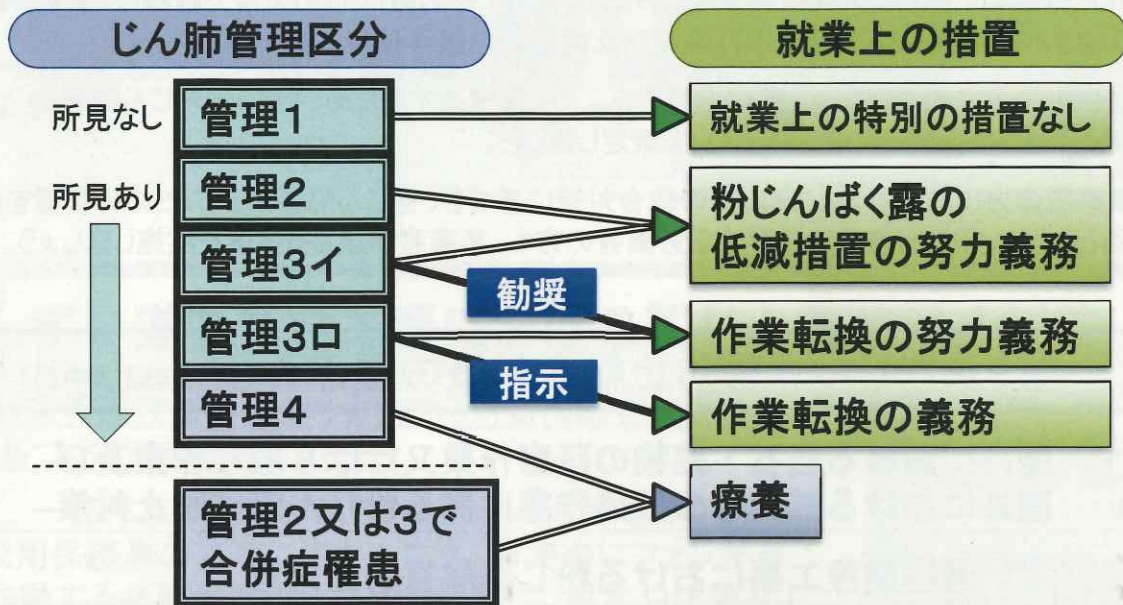 じん肺管理区分
就業上の措置
所見なし
管理1
就業上の特別の措置なし
所見あり
管理2
粉じんばく露の
低減措置の努力義務
管理3イ
勧奨
管理3ロ
作業転換の努力義務
指示
管理4
作業転換の義務
療養
管理2又は3で
合併症罹患